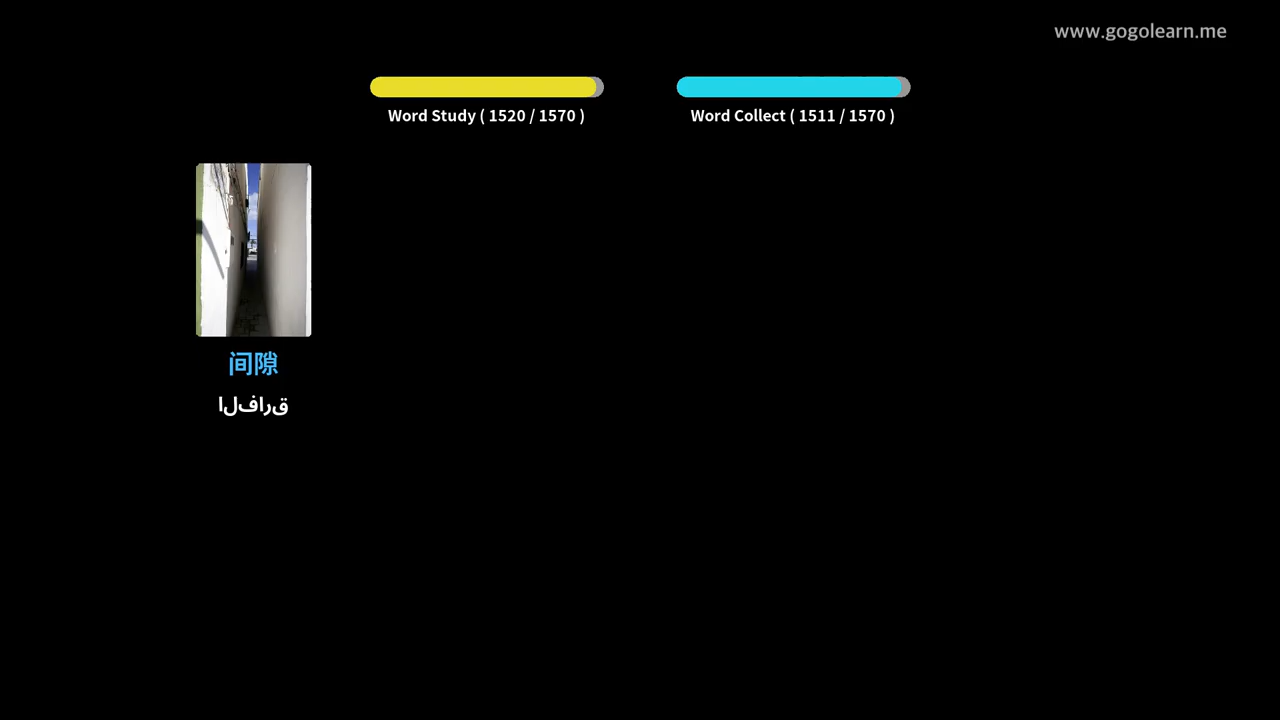 www.gogolearn.me
Word Study ( 1520 / 1570 )
Word Collect ( 1511 / 1570 )
间隙
الفارق